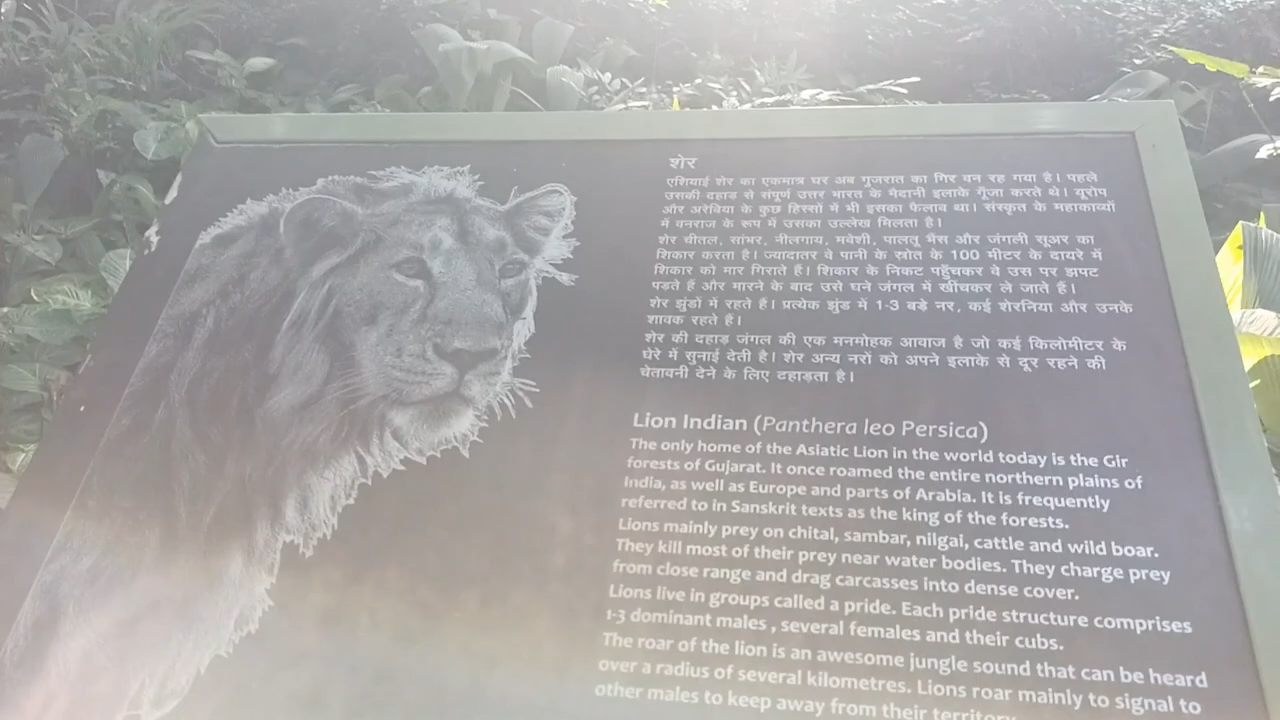 शेर
एशियाई शेर का एकमात्र घर अब गुजरात का गिर वन रह गया है। पहले
उसकी दहाड़ से संपूर्ण उत्तर भारत के मैदानी इलाके गूँजा करते थे। यूरोप
और अरेबिया के कुछ हिस्सों में भी इसका फैलाव था। संस्कृत के महाकाव्यों
में वनराज के रूप में उसका उल्लेख मिलता है।
शेर चीतल, सांभर, नीलगाय, मवेशी, पालतू भैंस और जंगली सूअर का
शिकार करता है। ज्यादातर वे पानी के स्त्रोत के 100 मीटर के दायरे में
शिकार को मार गिराते हैं। शिकार के निकट पहुँचकर वे उस पर झपट
पड़ते हैं और मारने के बाद उसे घने जंगल में खींचकर ले जाते हैं।
शेर झुंडों में रहते हैं। प्रत्येक झुंड में 1-3 बड़े नर, कई शेरनिया और उनके
शावक रहते हैं।
शेर की दहाड़ जंगल की एक मनमोहक आवाज है जो कई किलोमीटर के
घेरे में सुनाई देती है। शेर अन्य नरों को अपने इलाके से दूर रहने की
चेतावनी देने के लिए दहाड़ता है।
Lion Indian (Panthera leo Persica)
The only home of the Asiatic Lion in the world today is the Gir
forests of Gujarat. It once roamed the entire northern plains of
India, as well as Europe and parts of Arabia. It is frequently
referred to in Sanskrit texts as the king of the forests.
Lions mainly prey on chital, sambar, nilgai, cattle and wild boar.
They kill most of their prey near water bodies. They charge prey
from close range and drag carcasses into dense cover.
Lions live in groups called a pride. Each pride structure comprises
1-3 dominant males , several females and their cubs.
The roar of the lion is an awesome jungle sound that can be heard
over a radius of several kilometres. Lions roar mainly to signal to
other males to keep away from their territory.